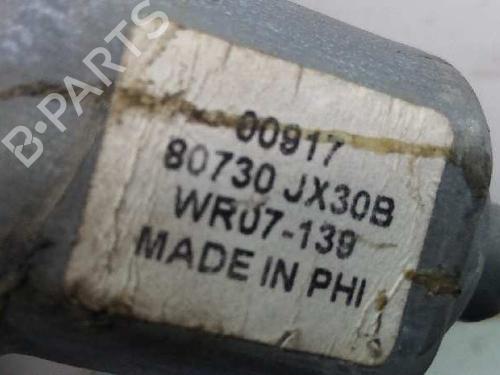 B-PARTS
00917
80730 JX30B
WR07-139
MADE IN PHI